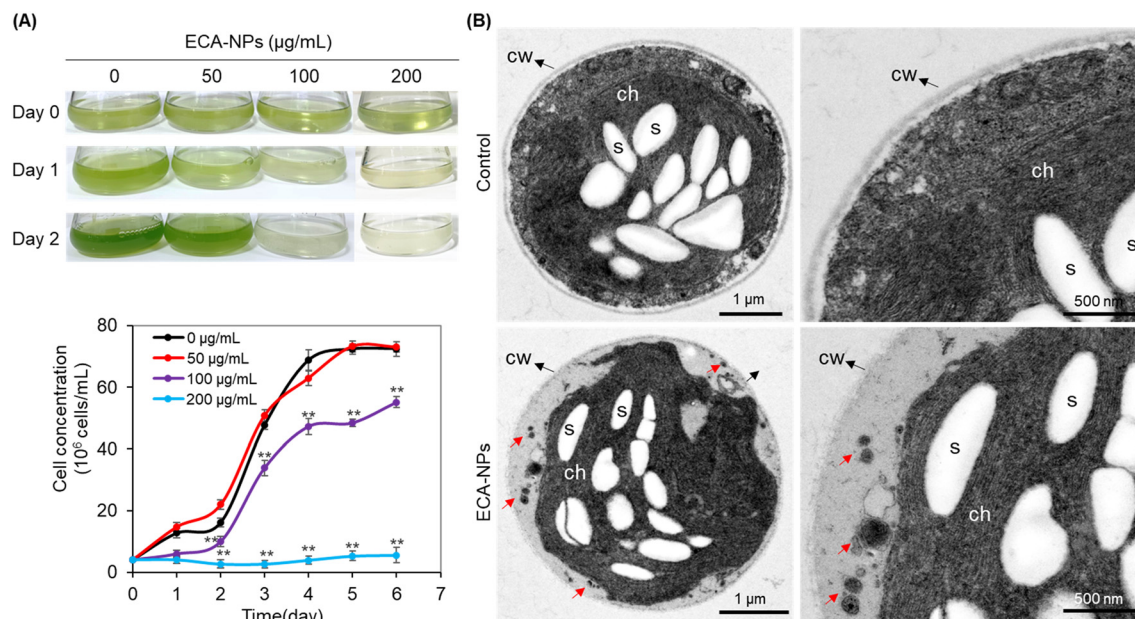 (A)
ECA-NPs (µg/mL)
0 50 100 200
Day 0
Day 1
Day 2
80
60
40
20
0
Cell concentration
(10⁶ cells/mL)
0 µg/mL
50 µg/mL
100 µg/mL
200 µg/mL
** ** ** ** **
** ** ** ** **
0 1 2 3 4 5 6 7
Time(day)
(B)
Control
cw
ch
s
s
1 µm
cw
ch
s
s
500 nm
ECA-NPs
cw
s
s
ch
1 µm
cw
s
s
ch
500 nm